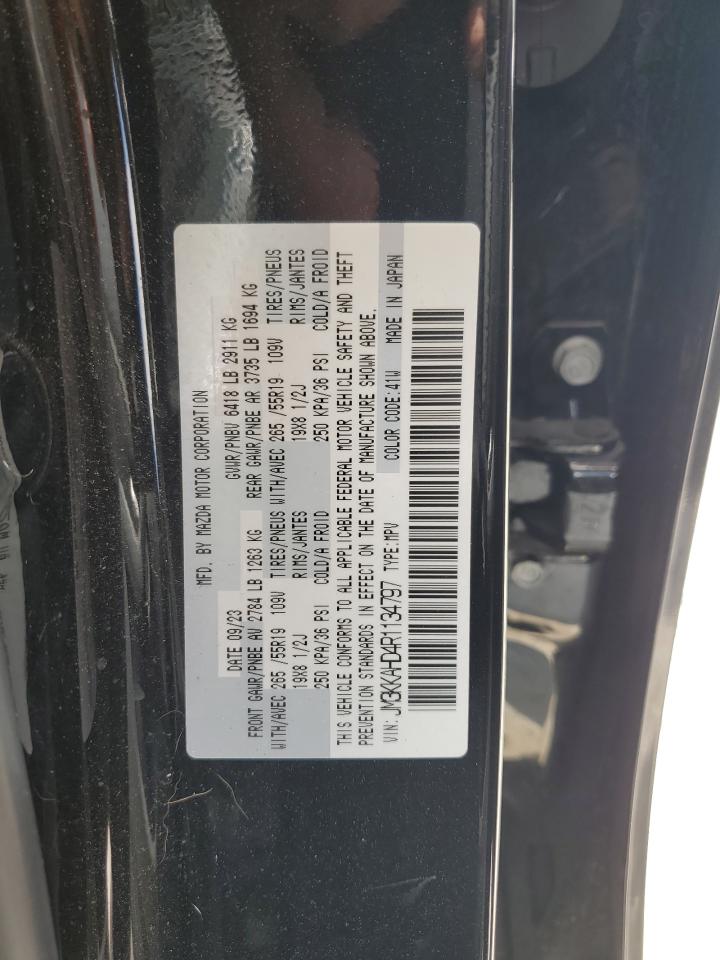 MFD. BY MAZDA MOTOR CORPORATION
DATE 09/23 GVWR/PNBV 6418 LB 2911 KG
FRONT GAWR/PNBE AV 2784 LB 1263 KG REAR GAWR/PNBE AR 3735 LB 1694 KG
WITH/AVEC 265 /55R19 109V TIRES/PNEUS WITH/AVEC 265 /55R19 109V TIRES/PNEUS
19X8 1/2J RIMS/JANTES 19X8 1/2J RIMS/JANTES
250 KPA/36 PSI COLD/A FROID 250 KPA/36 PSI COLD/A FROID
THIS VEHICLE CONFORMS TO ALL APPLICABLE FEDERAL MOTOR VEHICLE SAFETY AND THEFT
PREVENTION STANDARDS IN EFFECT ON THE DATE OF MANUFACTURE SHOWN ABOVE.
VIN: JM3KKAHD4R1134797 TYPE:MPV COLOR CODE:41W MADE IN JAPAN